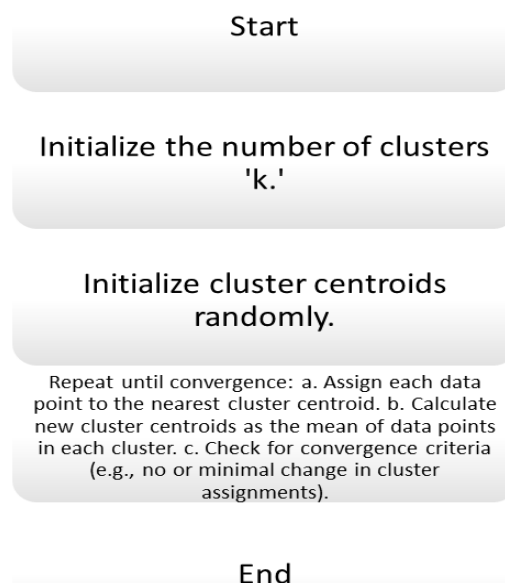 Start
Initialize the number of clusters
'k.'
Initialize cluster centroids
randomly.
Repeat until convergence: a. Assign each data
point to the nearest cluster centroid. b. Calculate
new cluster centroids as the mean of data points
in each cluster. c. Check for convergence criteria
(e.g., no or minimal change in cluster
assignments).
End